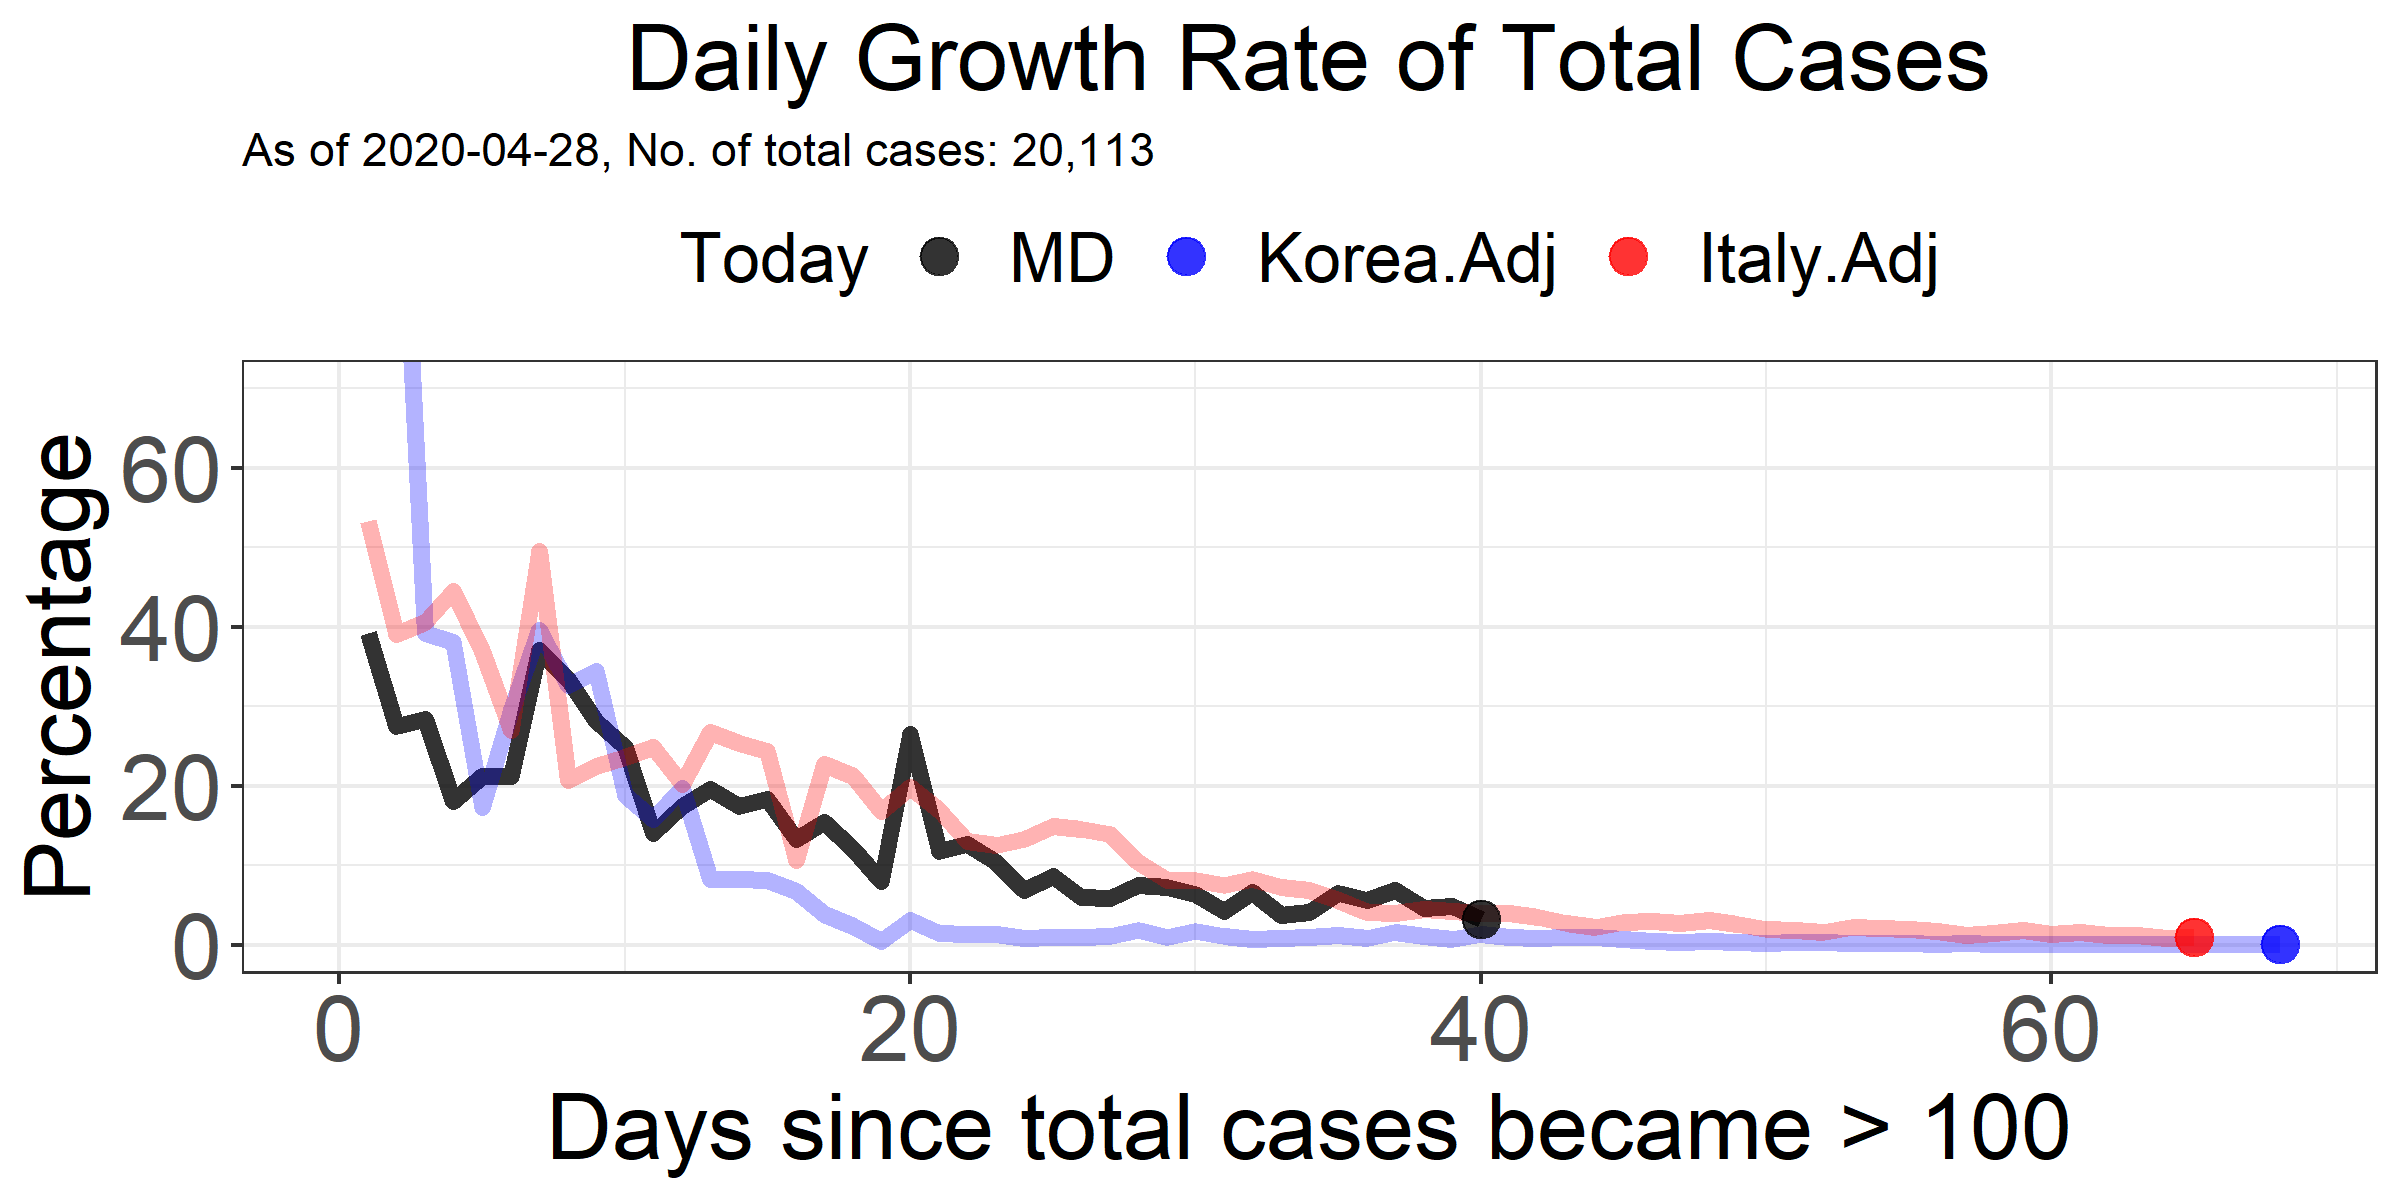 Daily Growth Rate of Total Cases
As of 2020-04-28, No. of total cases: 20,113
Today MD Korea.Adj Italy.Adj
Percentage
60
40
20
0
0 20 40 60
Days since total cases became > 100